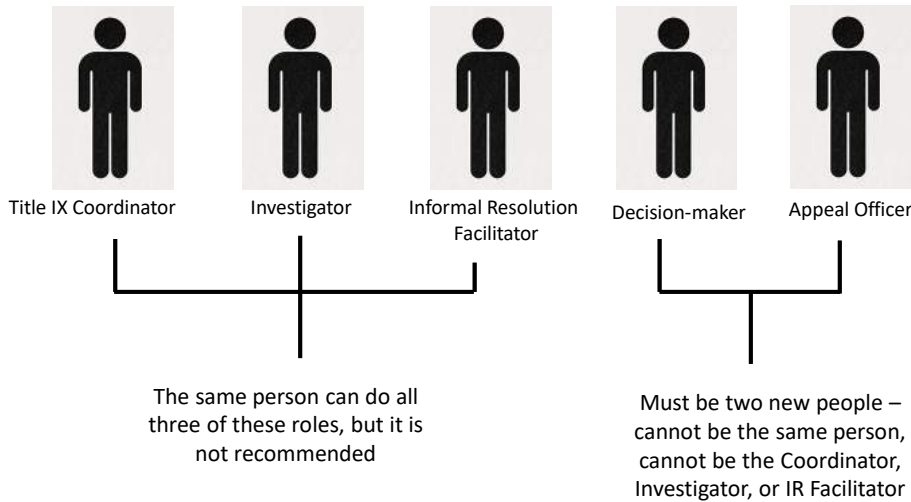 Title IX Coordinator
Investigator
Informal Resolution
Facilitator
Decision-maker
Appeal Officer
The same person can do all
three of these roles, but it is
not recommended
Must be two new people –
cannot be the same person,
cannot be the Coordinator,
Investigator, or IR Facilitator